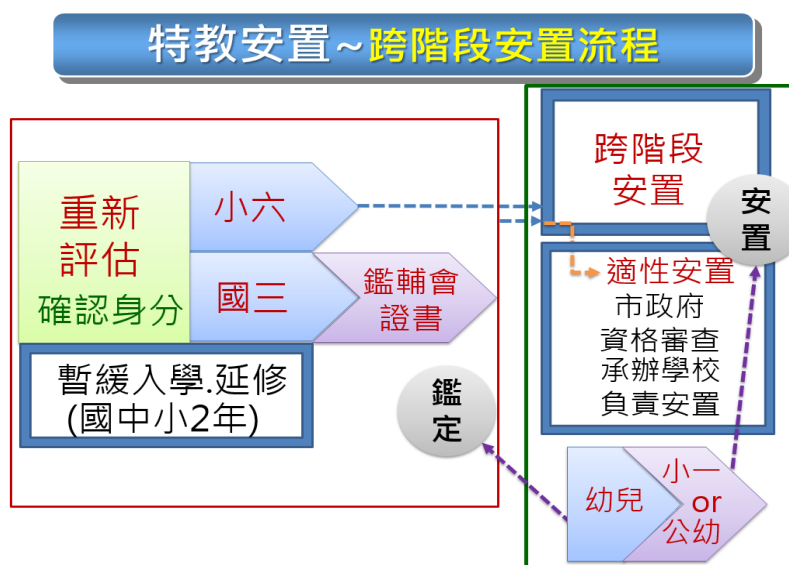 特教安置~跨階段安置流程
重新
評估
確認身分
小六
國三
鑑輔會
證書
暫緩入學.延修
(國中小2年)
鑑
定
跨階段
安置
安
置
適性安置
市政府
資格審查
承辦學校
負責安置
幼兒
小一
or
公幼